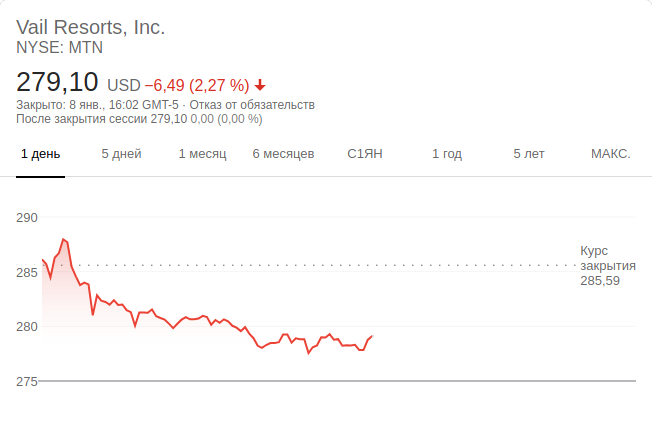 Vail Resorts, Inc.
NYSE: MTN
279,10 USD −6,49 (2,27 %)
Закрыто: 8 янв., 16:02 GMT-5 · Отказ от обязательств
После закрытия сессии 279,10 0,00 (0,00 %)
1 день 5 дней 1 месяц 6 месяцев С1ЯН 1 год 5 лет МАКС.
290
Курс
закрытия
285,59
285
280
275